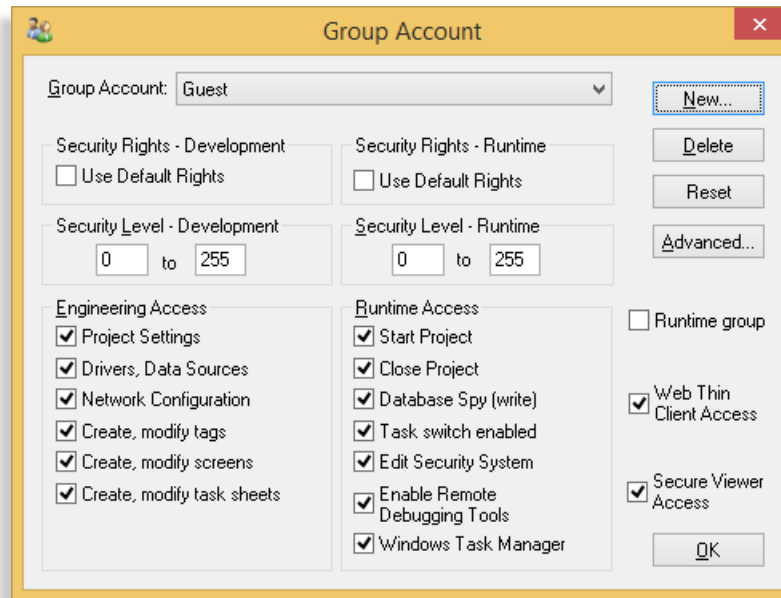 Group Account
Group Account: Guest
New...
Security Rights - Development
Use Default Rights
Security Rights - Runtime
Use Default Rights
Delete
Reset
Security Level - Development
0 to 255
Security Level - Runtime
0 to 255
Advanced...
Engineering Access
Project Settings
Drivers, Data Sources
Network Configuration
Create, modify tags
Create, modify screens
Create, modify task sheets
Runtime Access
Start Project
Close Project
Database Spy (write)
Task switch enabled
Edit Security System
Enable Remote
Debugging Tools
Windows Task Manager
Runtime group
Web Thin
Client Access
Secure Viewer
Access
OK